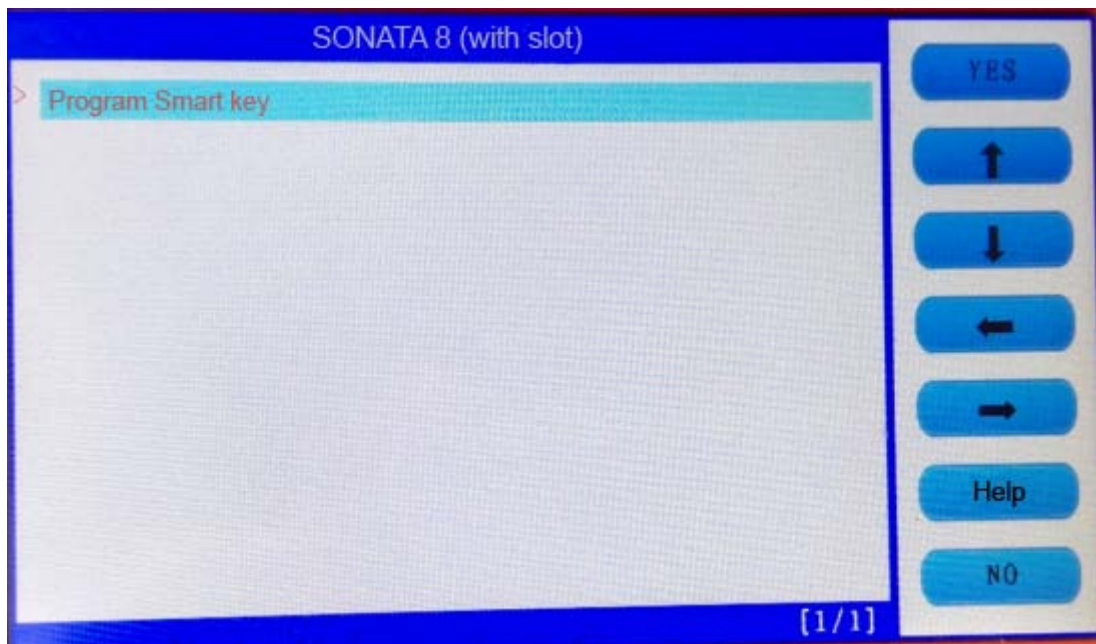 SONATA 8 (with slot)
> Program Smart key
YES
↑
↓
←
→
Help
NO
[1/1]